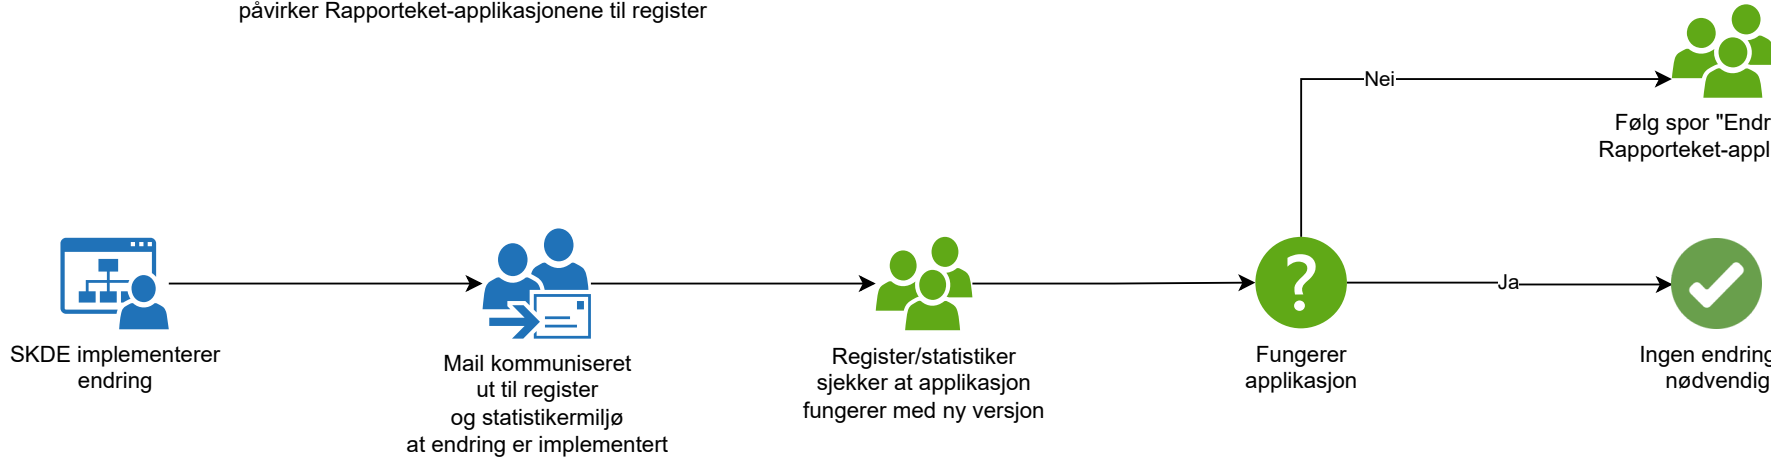 påvirker Rapporteket-applikasjonene til register
Nei
Følg spor "Endr
Rapporteket-appl
Ja
SKDE implementerer
endring
Mail kommuniseret
ut til register
og statistikermiljø
at endring er implementert
Register/statistiker
sjekker at applikasjon
fungerer med ny versjon
Fungerer
applikasjon
Ingen endring
nødvendig